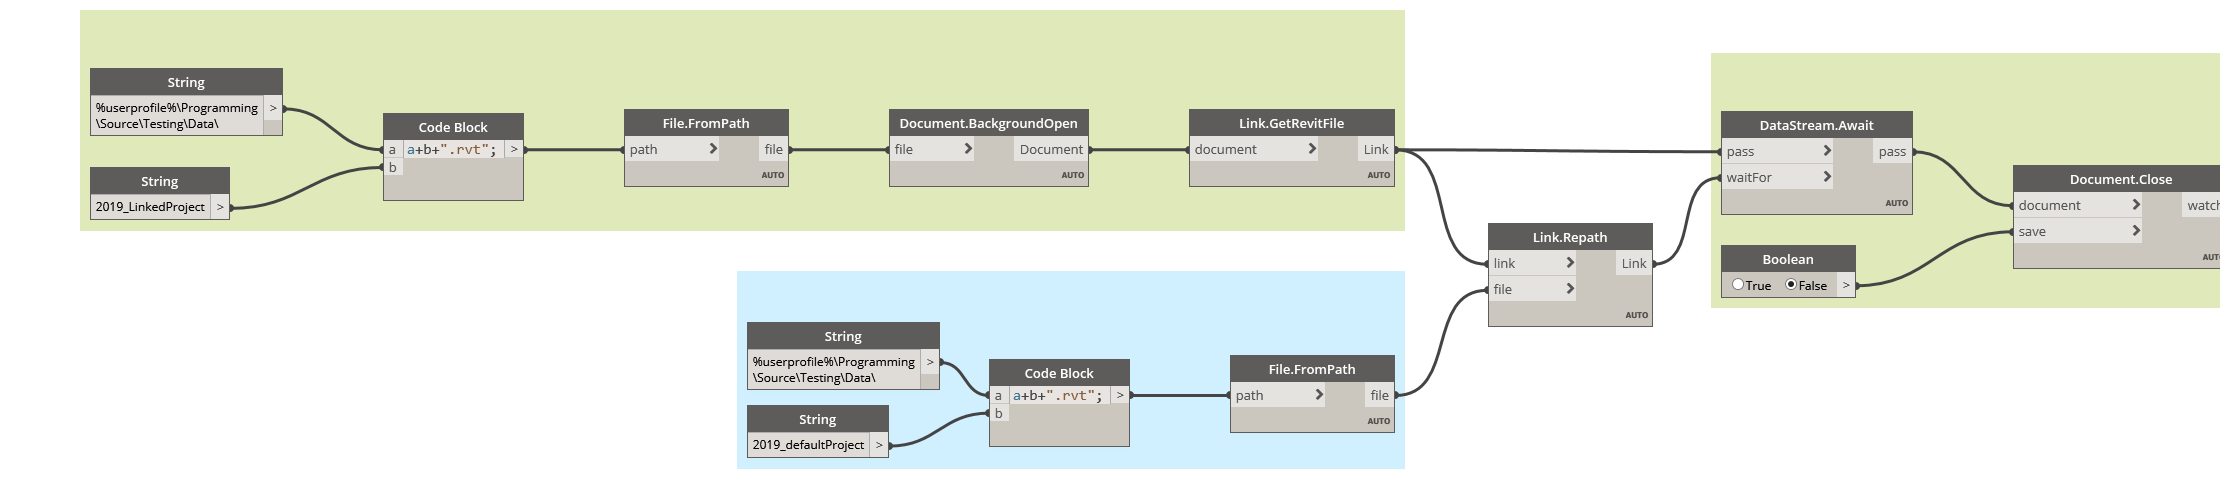 String
%userprofile%\Programming
\Source\Testing\Data\
>
String
2019_LinkedProject
>
Code Block
a
a+b+".rvt";
>
b
File.FromPath
path
file
AUTO
Document.BackgroundOpen
file
Document
AUTO
Link.GetRevitFile
document
Link
AUTO
String
%userprofile%\Programming
\Source\Testing\Data\
>
String
2019_defaultProject
>
Code Block
a
a+b+".rvt";
>
b
File.FromPath
path
file
AUTO
Link.Repath
link
Link
file
AUTO
DataStream.Await
pass
pass
waitFor
AUTO
Boolean
True
False
>
Document.Close
document
watch
save